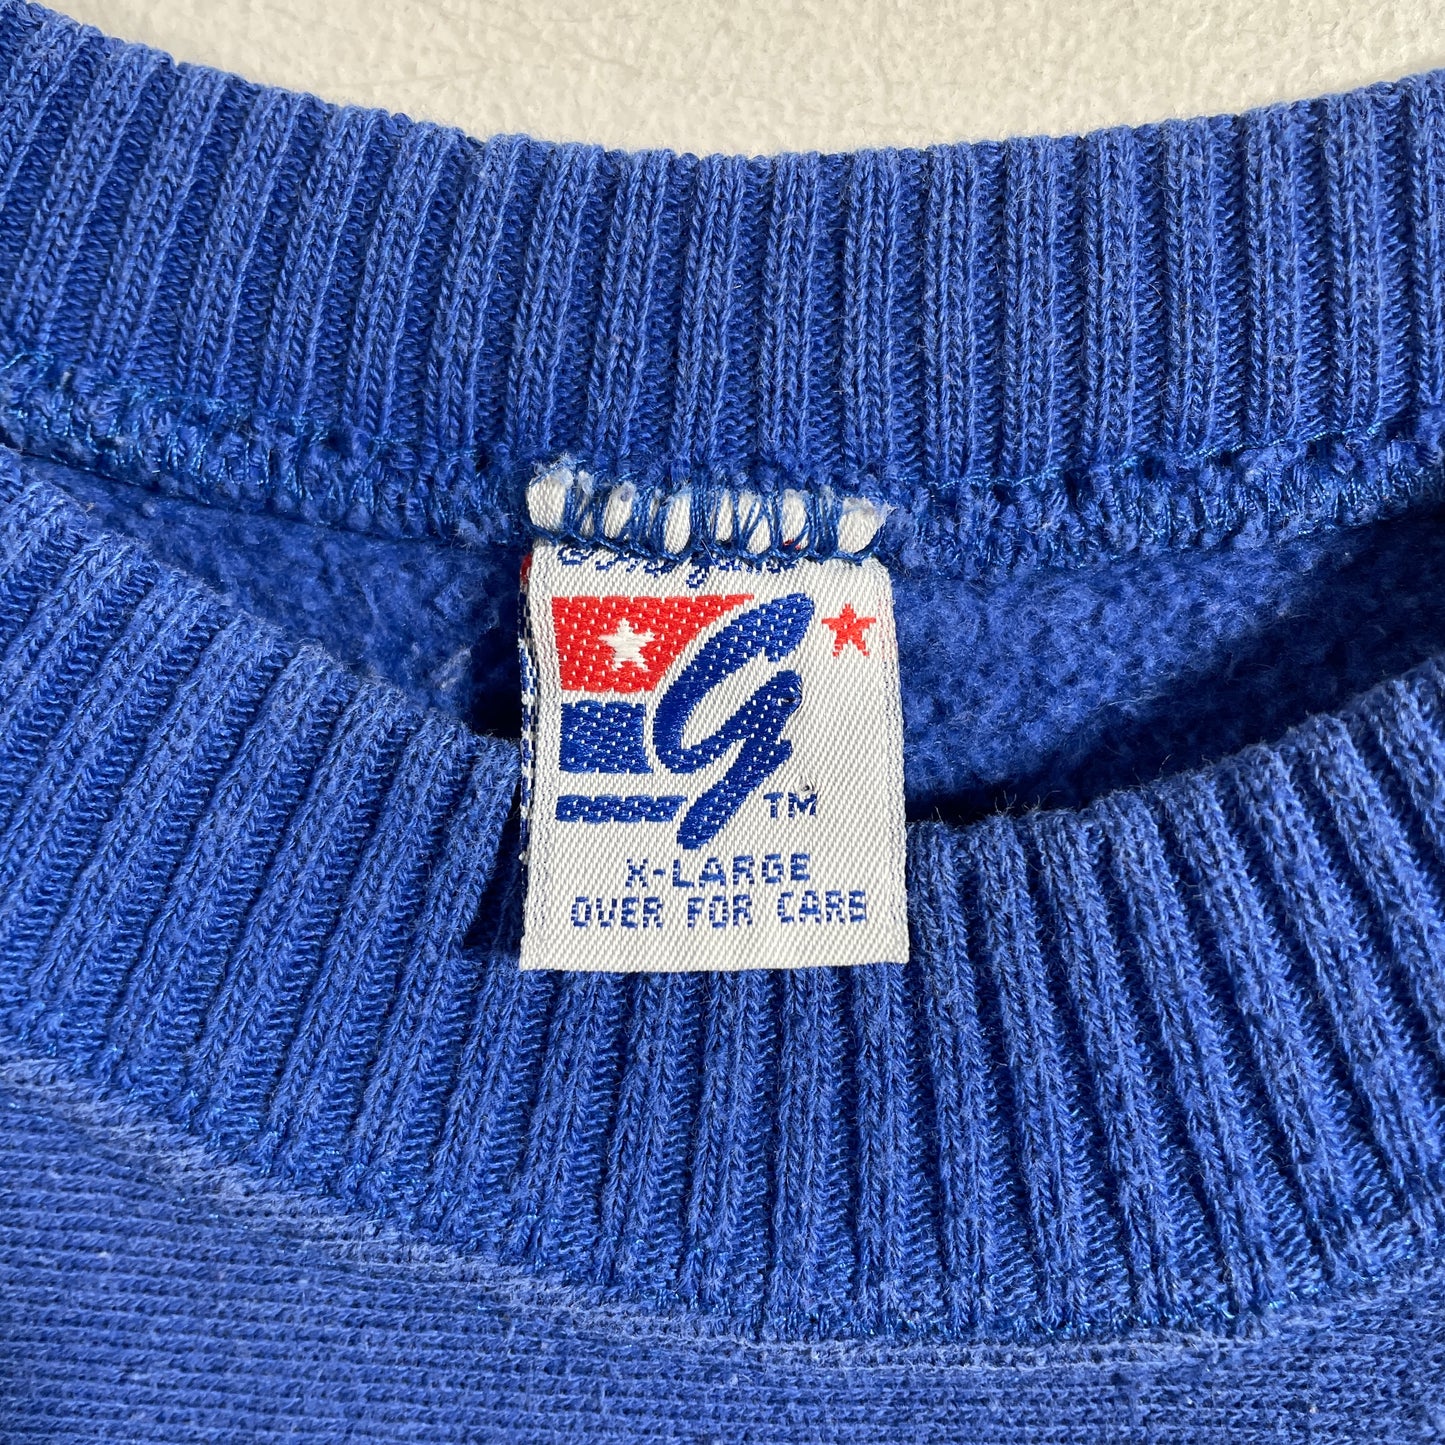 G
TM
X-LARGE
OVER FOR CARE